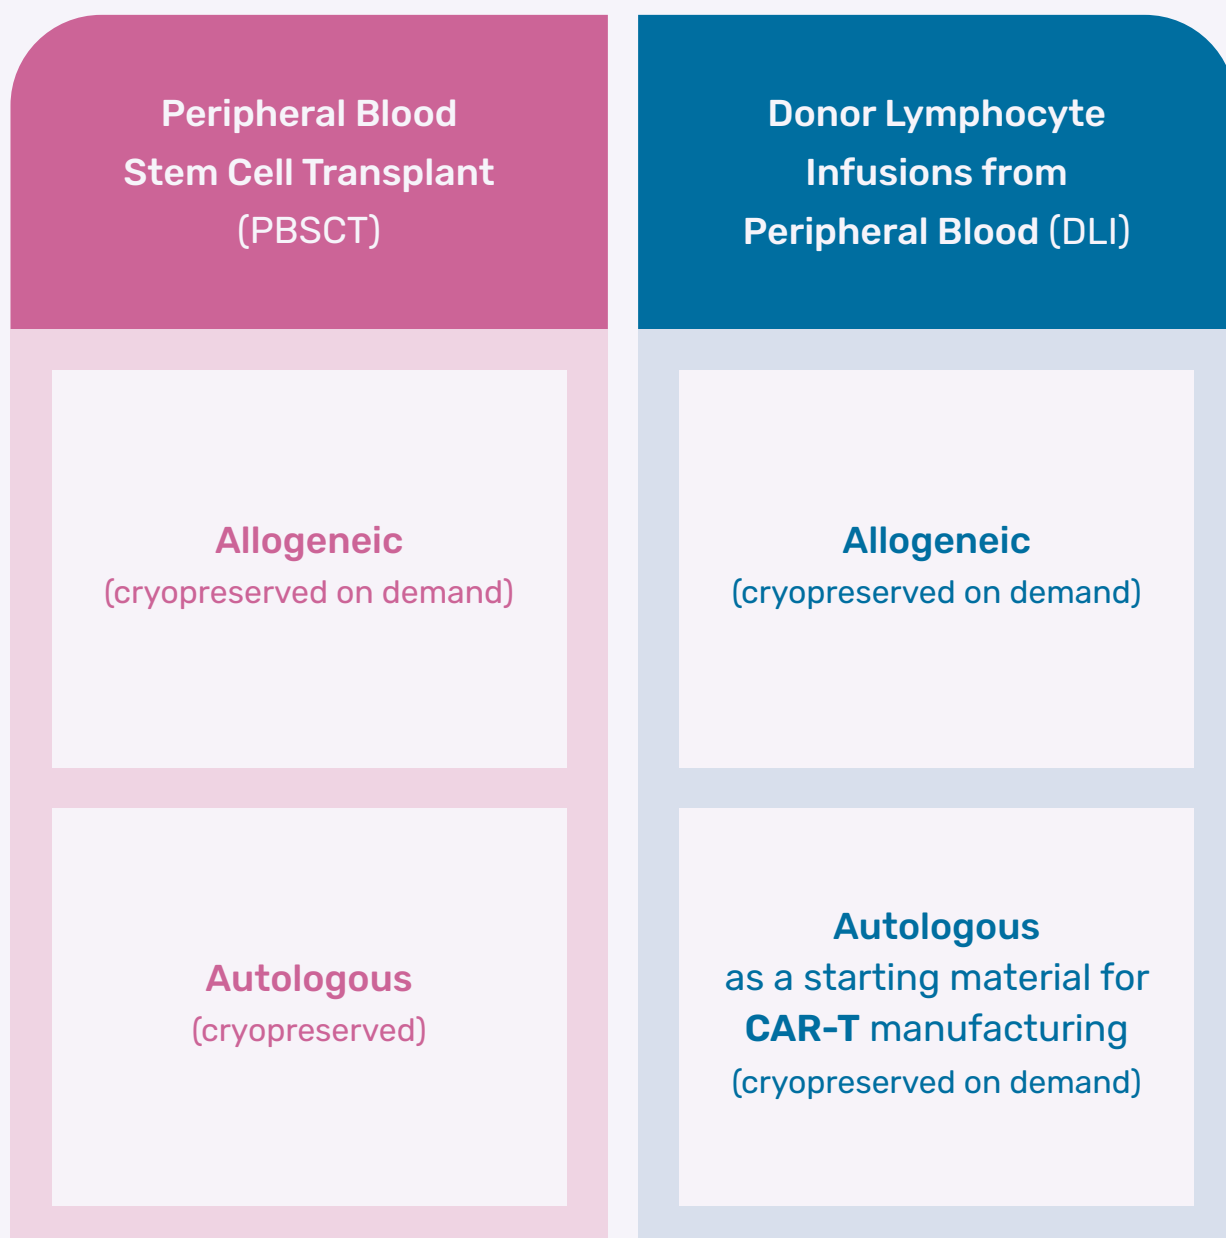 Peripheral Blood
Stem Cell Transplant
(PBSCT)
Allogeneic
(cryopreserved on demand)
Autologous
(cryopreserved)
Donor Lymphocyte
Infusions from
Peripheral Blood (DLI)
Allogeneic
(cryopreserved on demand)
Autologous
as a starting material for
CAR-T manufacturing
(cryopreserved on demand)